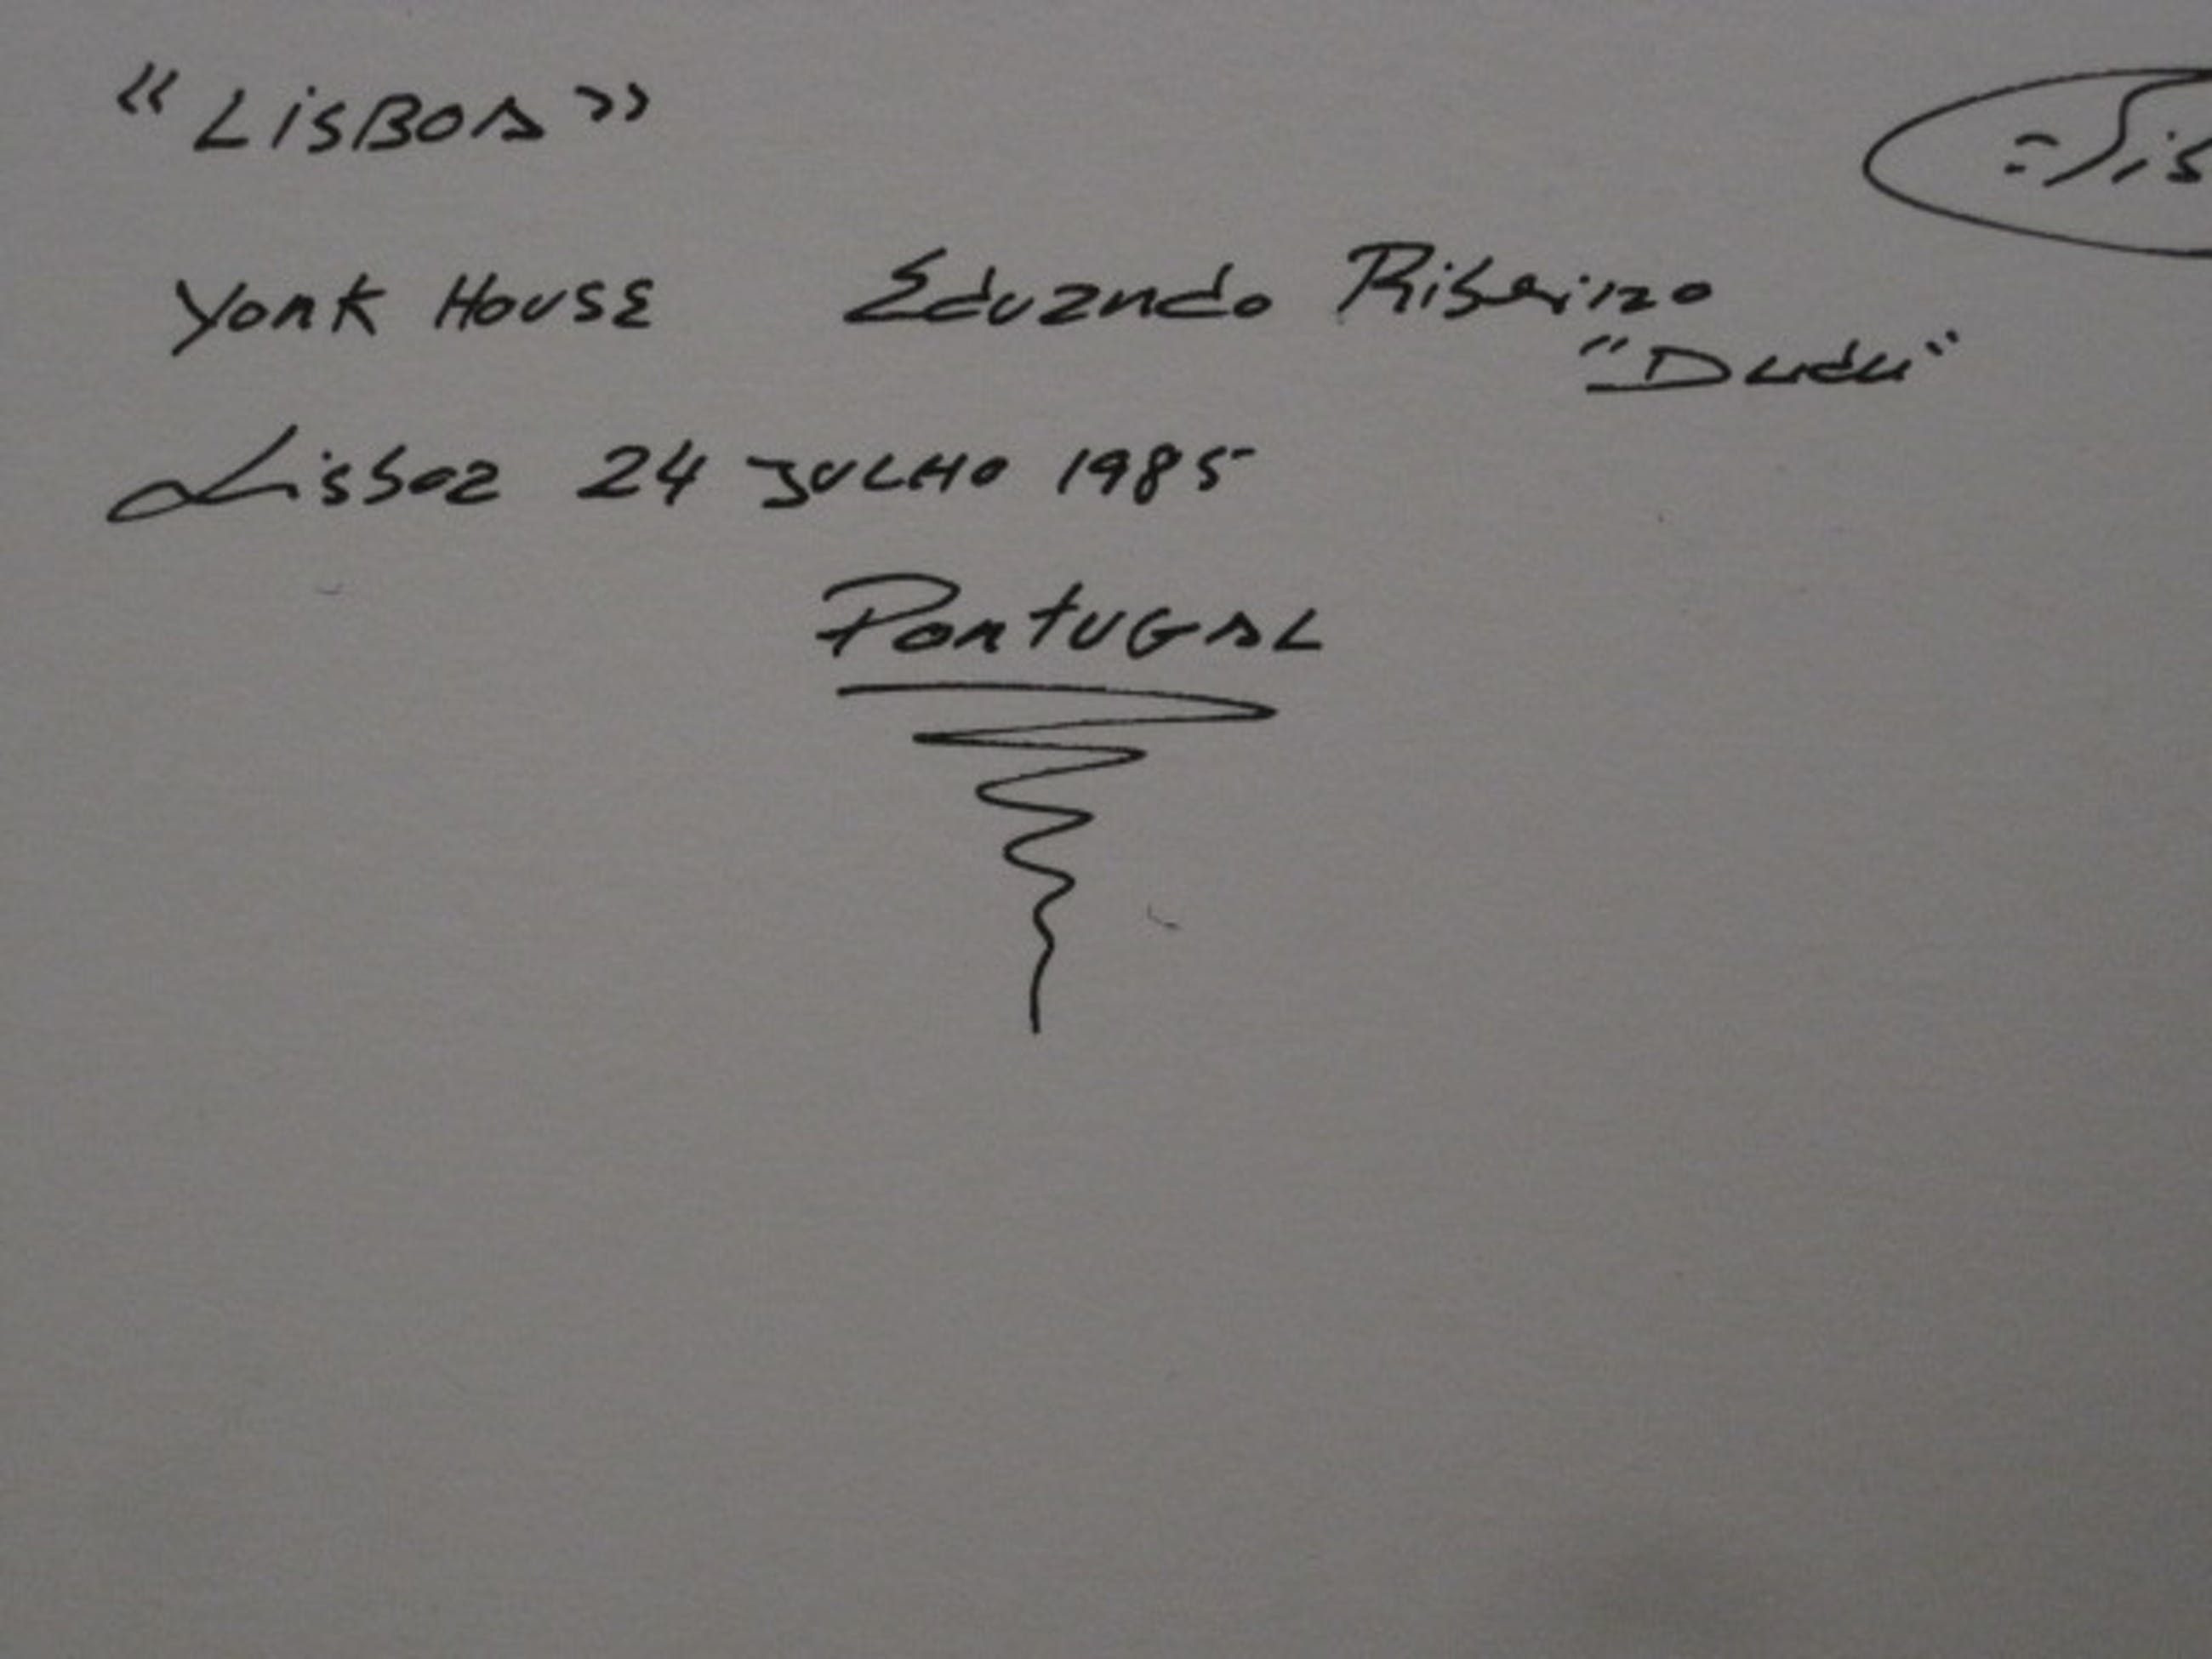 "LiSBOA"
York HOUSE Eduardo Ribeiro
"Dudu"
Lisboa 24 JULHO 1985
PortUGAL